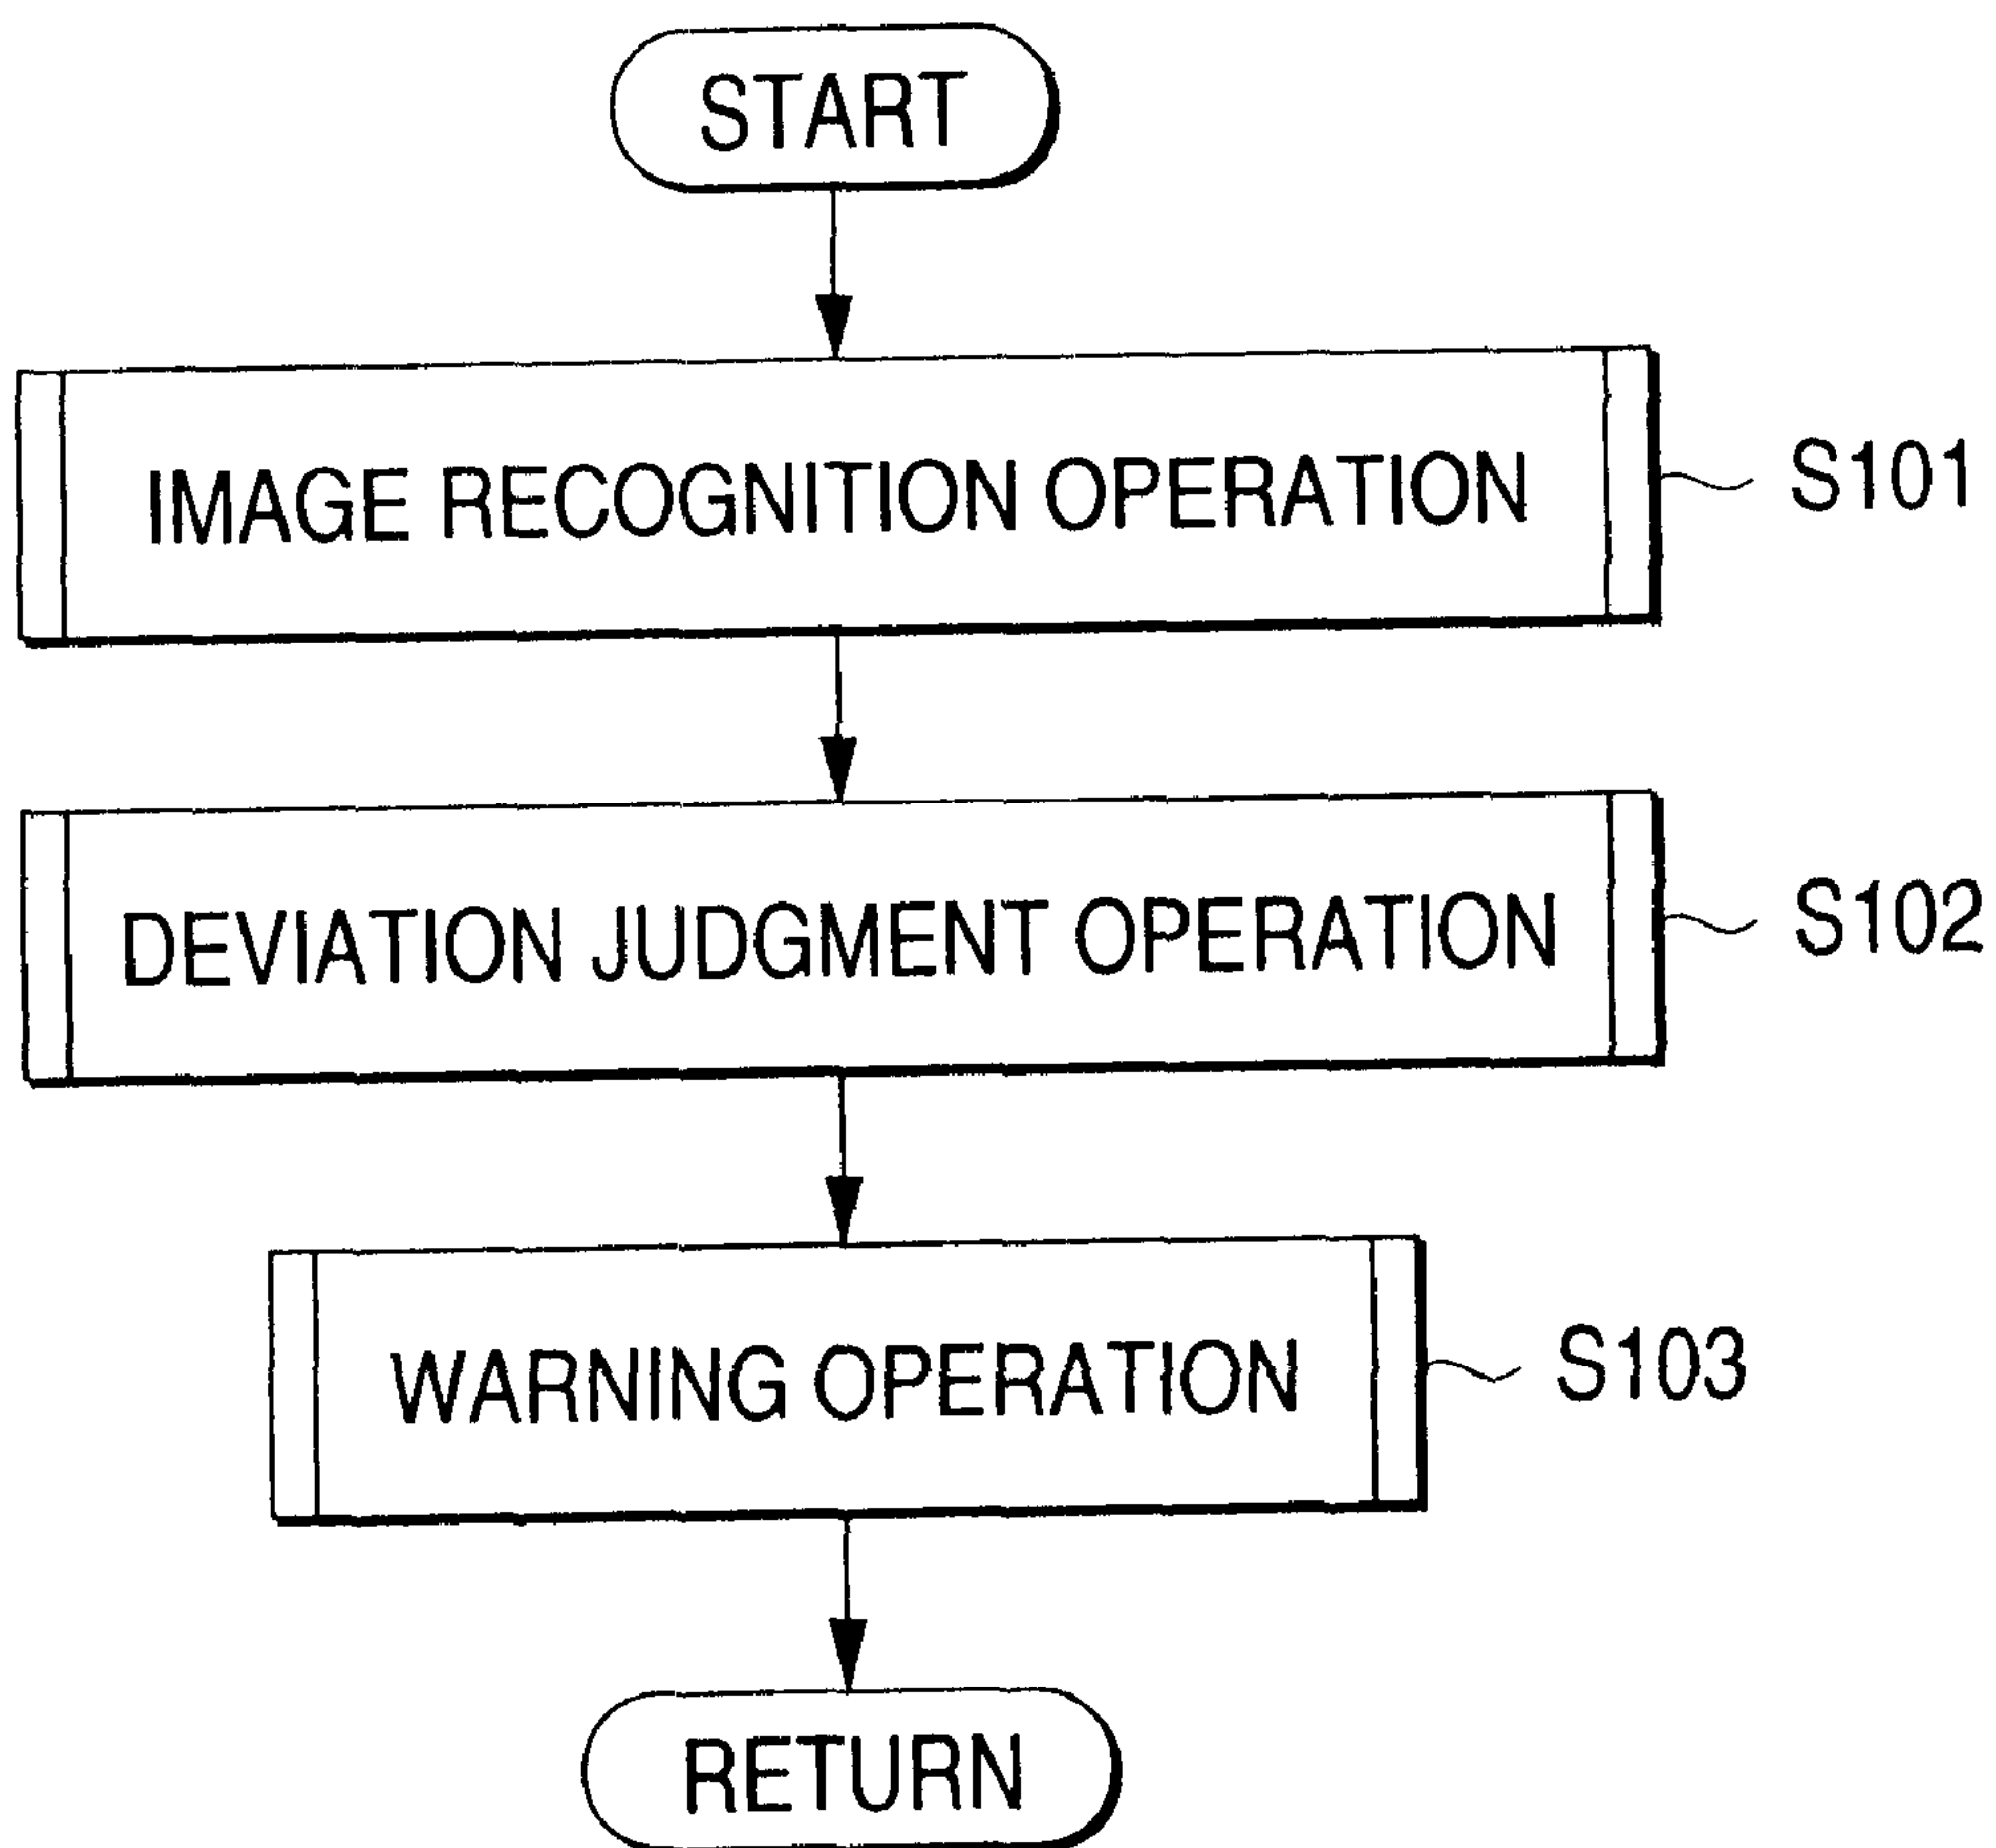 START
IMAGE RECOGNITION OPERATION
S101
DEVIATION JUDGMENT OPERATION
S102
WARNING OPERATION
S103
RETURN